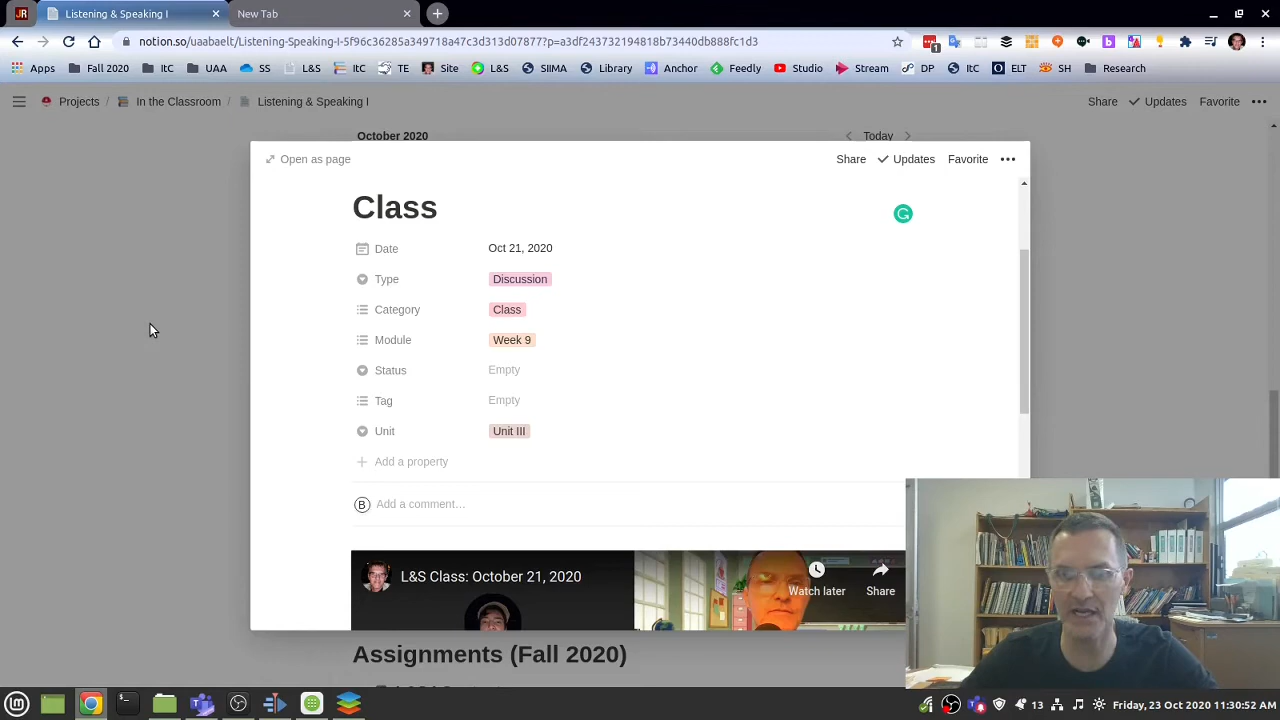 Listening & Speaking I
New Tab
notion.so/uaabaelt/Listening-Speaking-I-5f96c36285a349718a47c3d313d07877?p=a3df243732194818b73440db888fc1d3
1
Apps Fall 2020 ItC UAA SS L&S ItC Site L&S SIIMA Library Anchor Feedly Studio Stream DP ItC ELT SH Research
Projects / In the Classroom / Listening & Speaking I
Share Updates Favorite
October 2020
Today
Open as page
Share Updates Favorite
Class
Date Oct 21, 2020
Type Discussion
Category Class
Module Week 9
Status Empty
Tag Empty
Unit Unit III
Add a property
B Add a comment…
L&S Class: October 21, 2020
Watch later Share
Assignments (Fall 2020)
13 Friday, 23 Oct 2020 11:30:52 AM